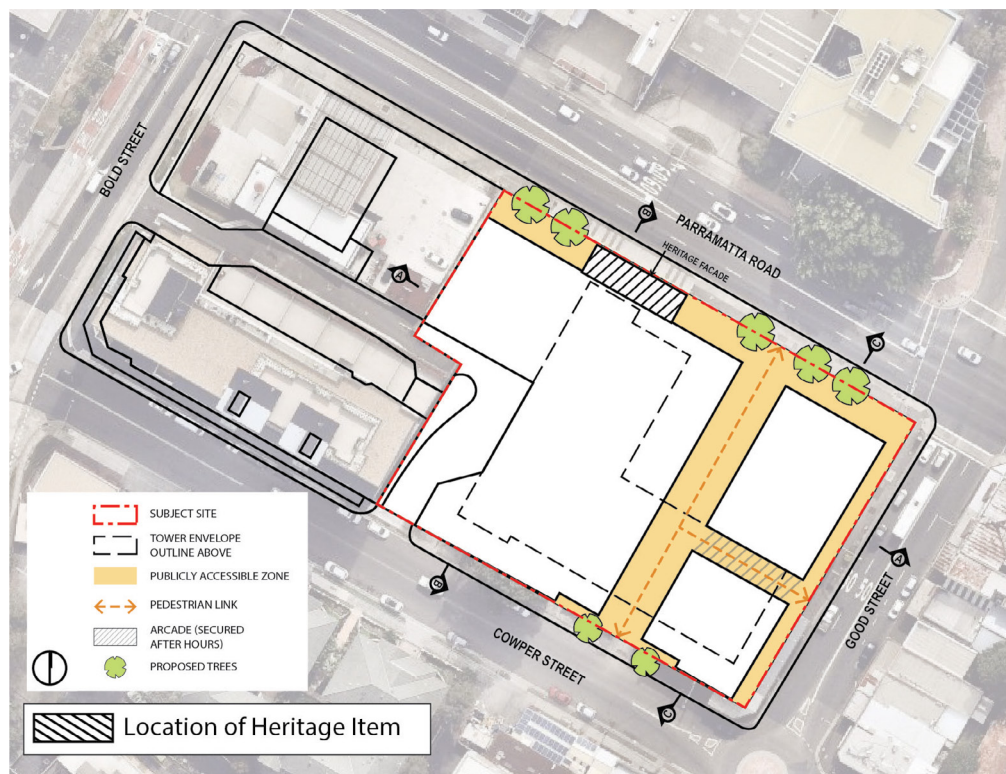 BOLD STREET
B
PARRAMATTA ROAD
HERITAGE FACADE
A
C
A
GOOD STREET
B
COWPER STREET
C
SUBJECT SITE
TOWER ENVELOPE
OUTLINE ABOVE
PUBLICLY ACCESSIBLE ZONE
PEDESTRIAN LINK
ARCADE (SECURED
AFTER HOURS)
PROPOSED TREES
Location of Heritage Item